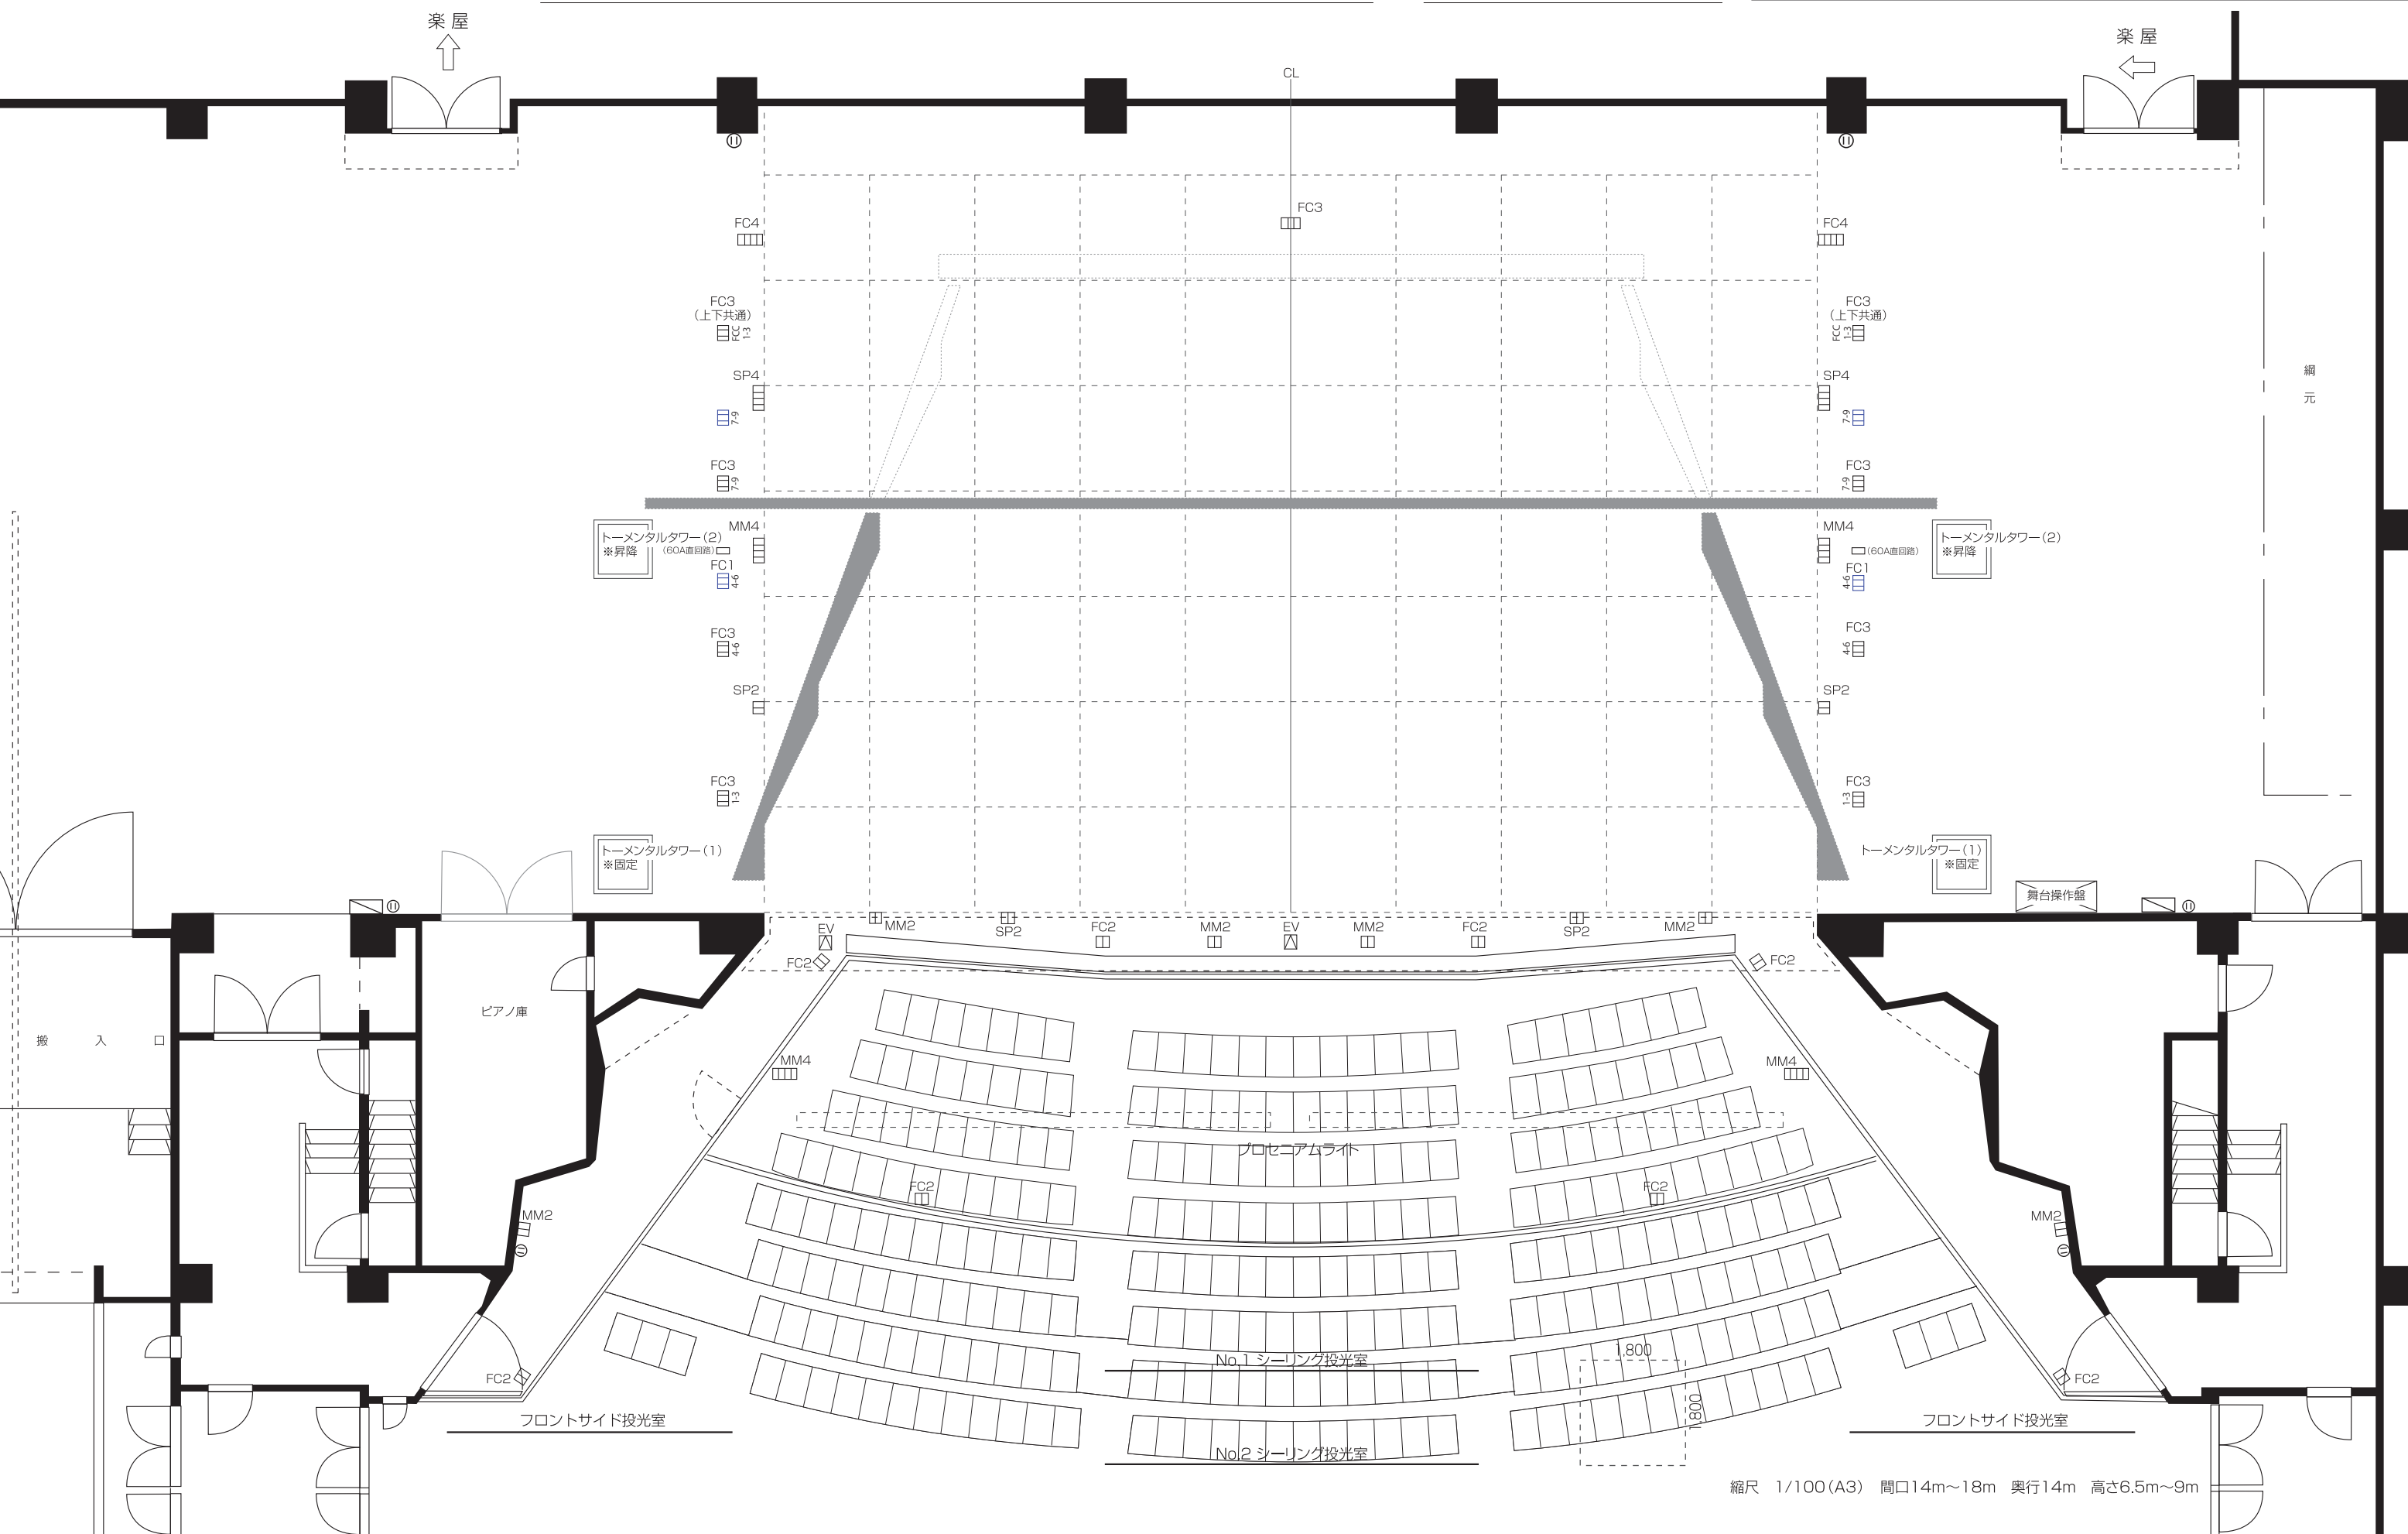 楽屋
楽屋
CL
FC3
FC4
FC4
FC3
(上下共通)
FCC
1-3
FC3
(上下共通)
FCC
1-3
SP4
SP4
7-9
7-9
綱
元
FC3
7-9
FC3
7-9
MM4
MM4
トーメンタルタワー(2)
※昇降
(60A直回路)
(60A直回路)
トーメンタルタワー(2)
※昇降
FC1
4-6
FC1
4-6
FC3
4-6
FC3
4-6
SP2
SP2
FC3
1-3
FC3
1-3
トーメンタルタワー(1)
※固定
トーメンタルタワー(1)
※固定
舞台操作盤
EV
MM2
SP2
FC2
MM2
EV
MM2
FC2
SP2
MM2
FC2
FC2
ピアノ庫
搬入口
MM4
MM4
プロセニアムライト
FC2
FC2
MM2
MM2
No.1 シーリング投光室
1,800
1,800
FC2
FC2
フロントサイド投光室
フロントサイド投光室
No.2 シーリング投光室
縮尺 1/100(A3) 間口14m~18m 奥行14m 高さ6.5m~9m